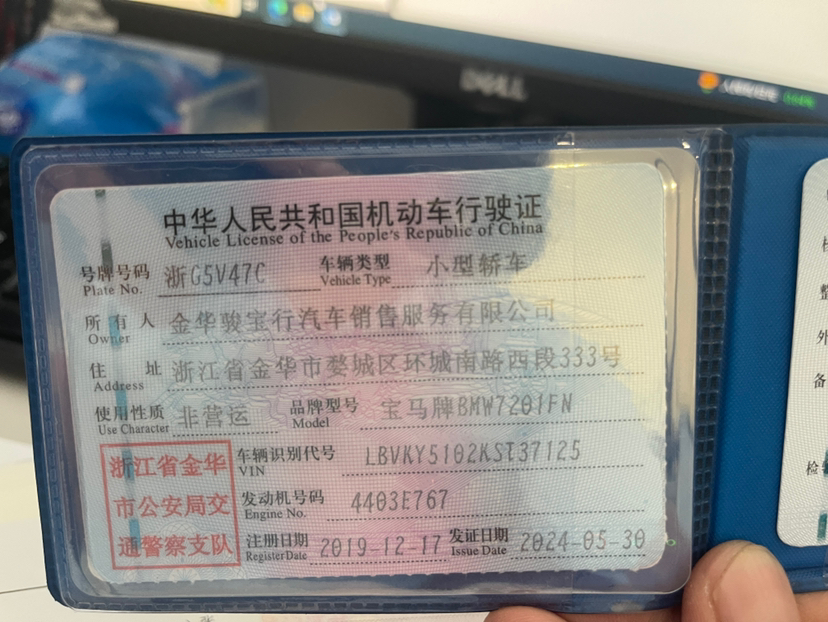 DELL
中华人民共和国机动车行驶证
Vehicle License of the People's Republic of China
号牌号码 浙G5V47C 车辆类型 小型轿车
Plate No. Vehicle Type
所有人 金华骏宝行汽车销售服务有限公司
Owner
住址 浙江省金华市婺城区环城南路西段333号
Address
使用性质 非营运 品牌型号 宝马牌BMW7201FN
Use Character Model
浙江省金华
市公安局交
通警察支队
车辆识别代号 LBVKY5102KST37125
VIN
发动机号码 4403E767
Engine No.
注册日期 2019-12-17 发证日期 2024-05-30
Register Date Issue Date
整
外
备
检